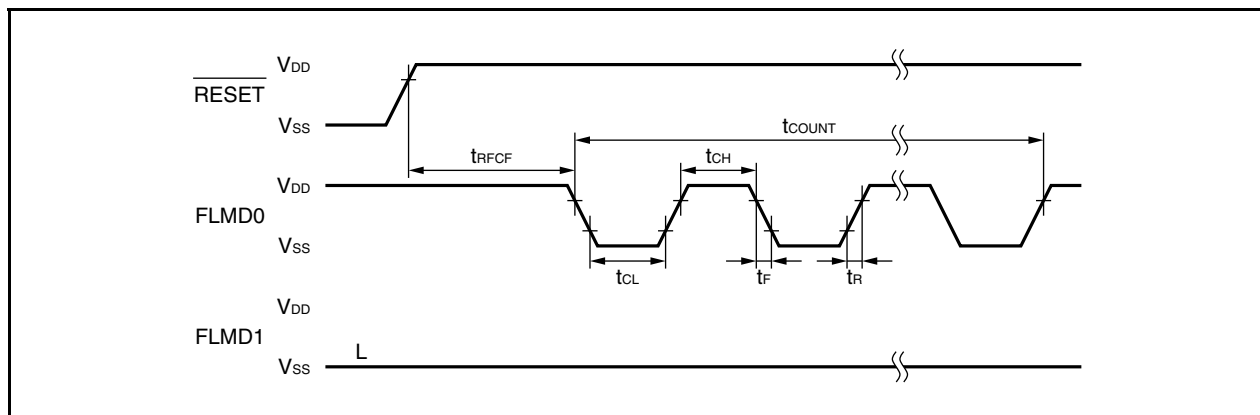 VDD
RESET
VSS
tCOUNT
tRFCF
tCH
VDD
FLMD0
VSS
tCL
tF
tR
VDD
FLMD1
L
VSS